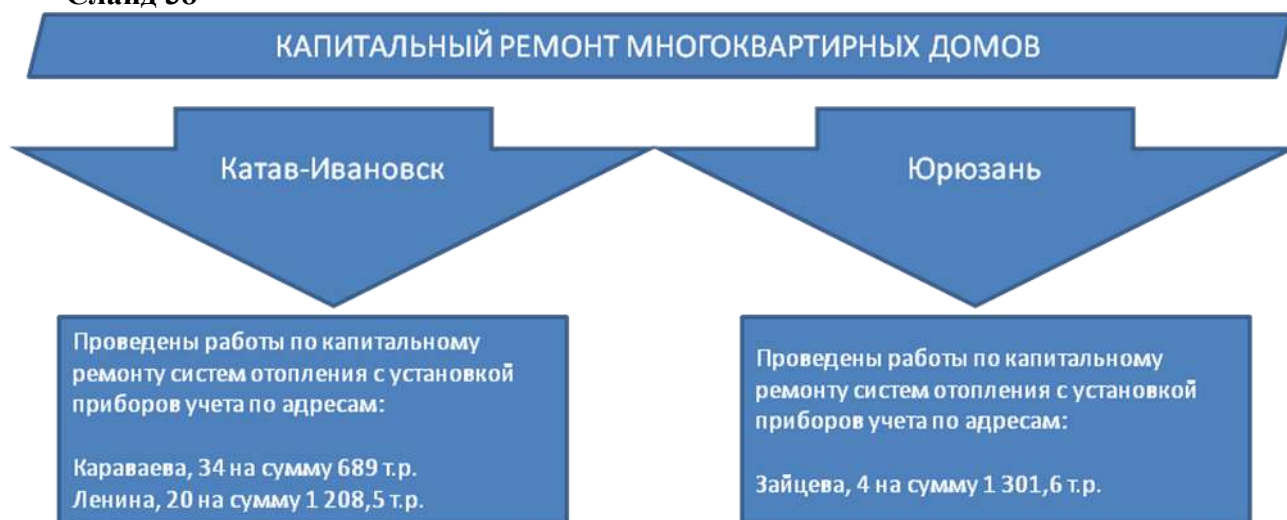 КАПИТАЛЬНЫЙ РЕМОНТ МНОГОКВАРТИРНЫХ ДОМОВ
Катав-Ивановск
Юрюзань
Проведены работы по капитальному
ремонту систем отопления с установкой
приборов учета по адресам:
Караваева, 34 на сумму 689 т.р.
Ленина, 20 на сумму 1 208,5 т.р.
Проведены работы по капитальному
ремонту систем отопления с установкой
приборов учета по адресам:
Зайцева, 4 на сумму 1 301,6 т.р.